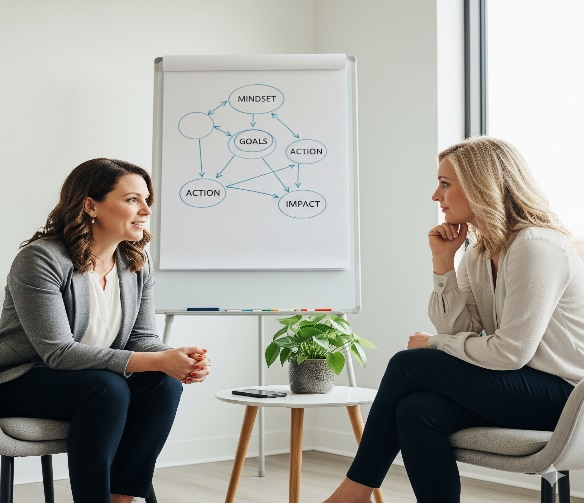 MINDSET
GOALS
ACTION
ACTION
IMPACT